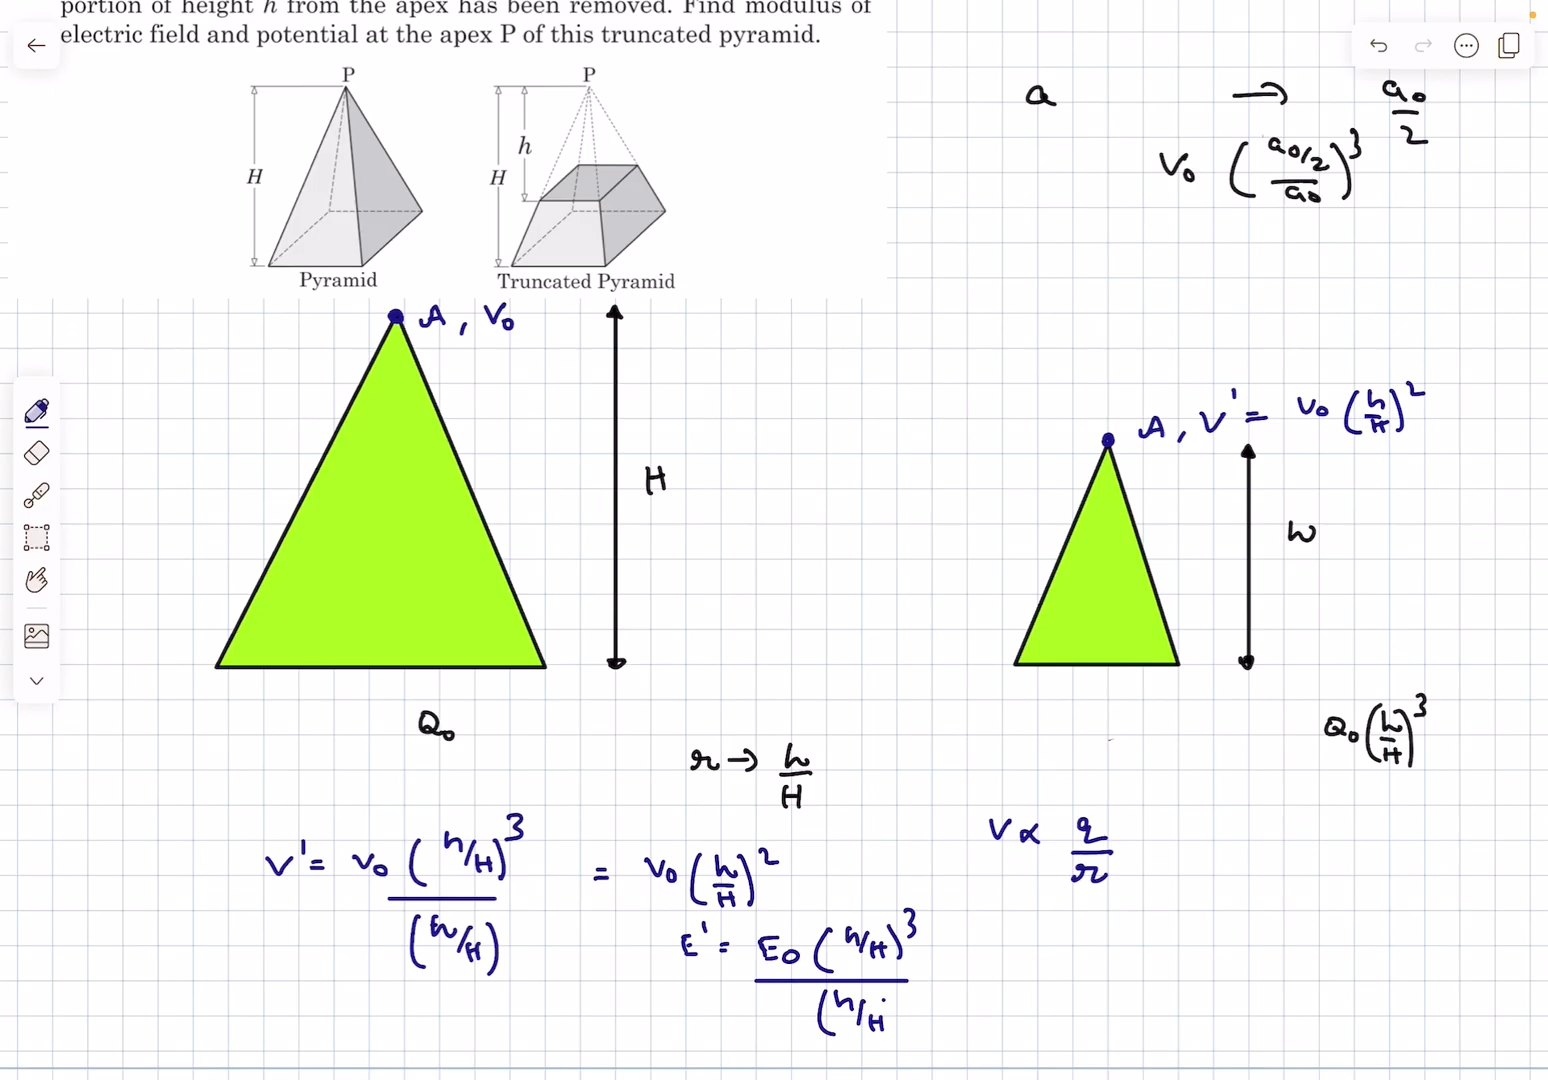 portion of height h from the apex has been removed. Find modulus of
electric field and potential at the apex P of this truncated pyramid.
P
P
H
h
H
Pyramid
Truncated Pyramid
a → a₀/2
V₀ ( (a₀/2)/a₀ )³
A , V₀
H
A , V' = V₀ (h/H)²
h
Q₀
Q₀ (h/H)³
r → h/H
V' = V₀ (h/H)³ / (h/H) = V₀ (h/H)²
V ∝ q/r
E' = E₀ (h/H)³ / (h/H